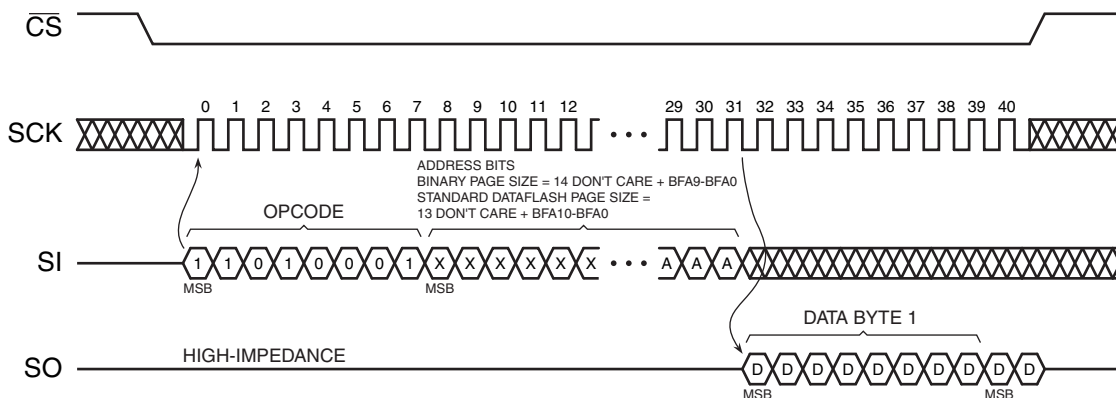 CS
0 1 2 3 4 5 6 7 8 9 10 11 12 29 30 31 32 33 34 35 36 37 38 39 40
SCK
ADDRESS BITS
BINARY PAGE SIZE = 14 DON'T CARE + BFA9-BFA0
STANDARD DATAFLASH PAGE SIZE =
13 DON'T CARE + BFA10-BFA0
OPCODE
SI 1 1 0 1 0 0 0 1 X X X X X X • • • A A A
MSB MSB
DATA BYTE 1
HIGH-IMPEDANCE
SO D D D D D D D D D D
MSB MSB